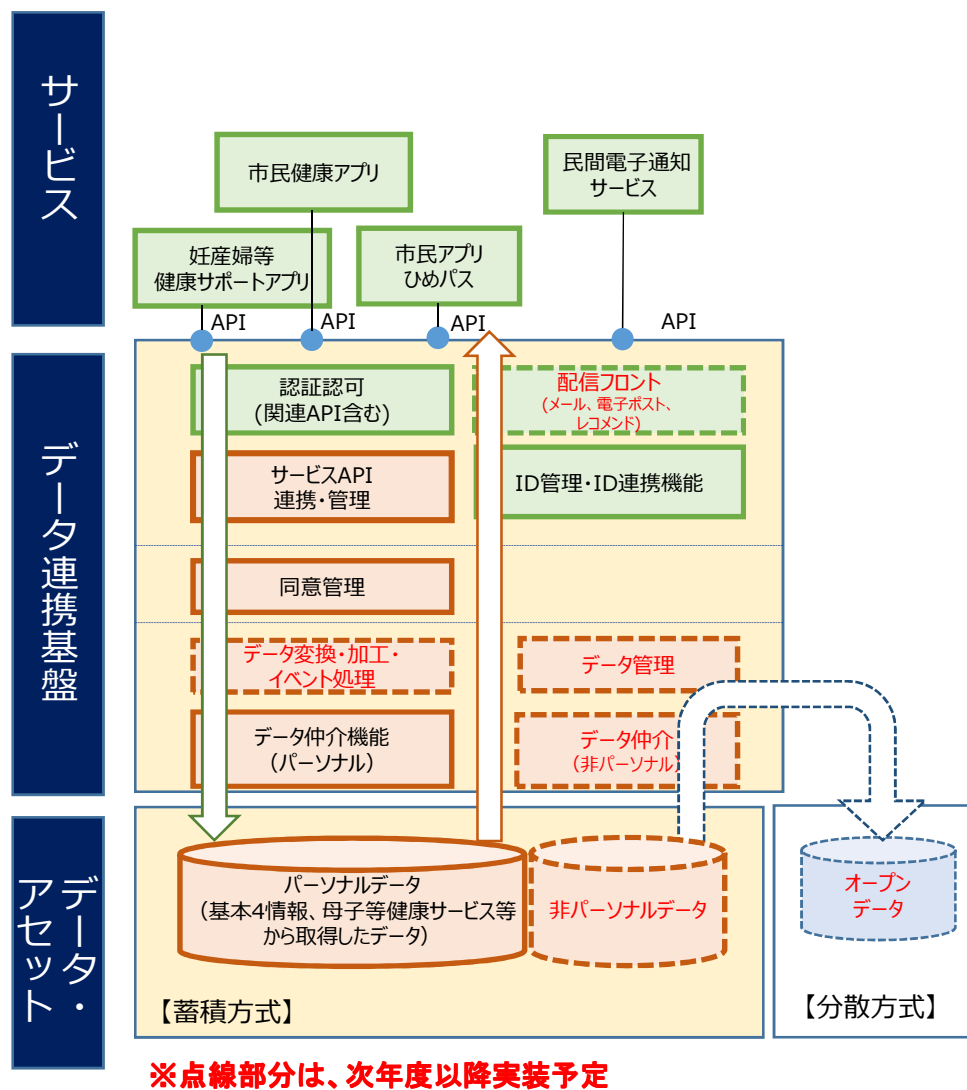 サービス
市民健康アプリ
民間電子通知
サービス
妊産婦等
健康サポートアプリ
市民アプリ
ひめパス
API
API
API
API
データ連携基盤
認証認可
(関連API含む)
配信フロント
(メール、電子ポスト、
レコメンド)
サービスAPI
連携・管理
ID管理・ID連携機能
同意管理
データ変換・加工・
イベント処理
データ管理
データ仲介機能
(パーソナル)
データ仲介
(非パーソナル)
データ・
アセット
パーソナルデータ
(基本4情報、母子等健康サービス等
から取得したデータ)
非パーソナルデータ
オープン
データ
【蓄積方式】
【分散方式】
※点線部分は、次年度以降実装予定